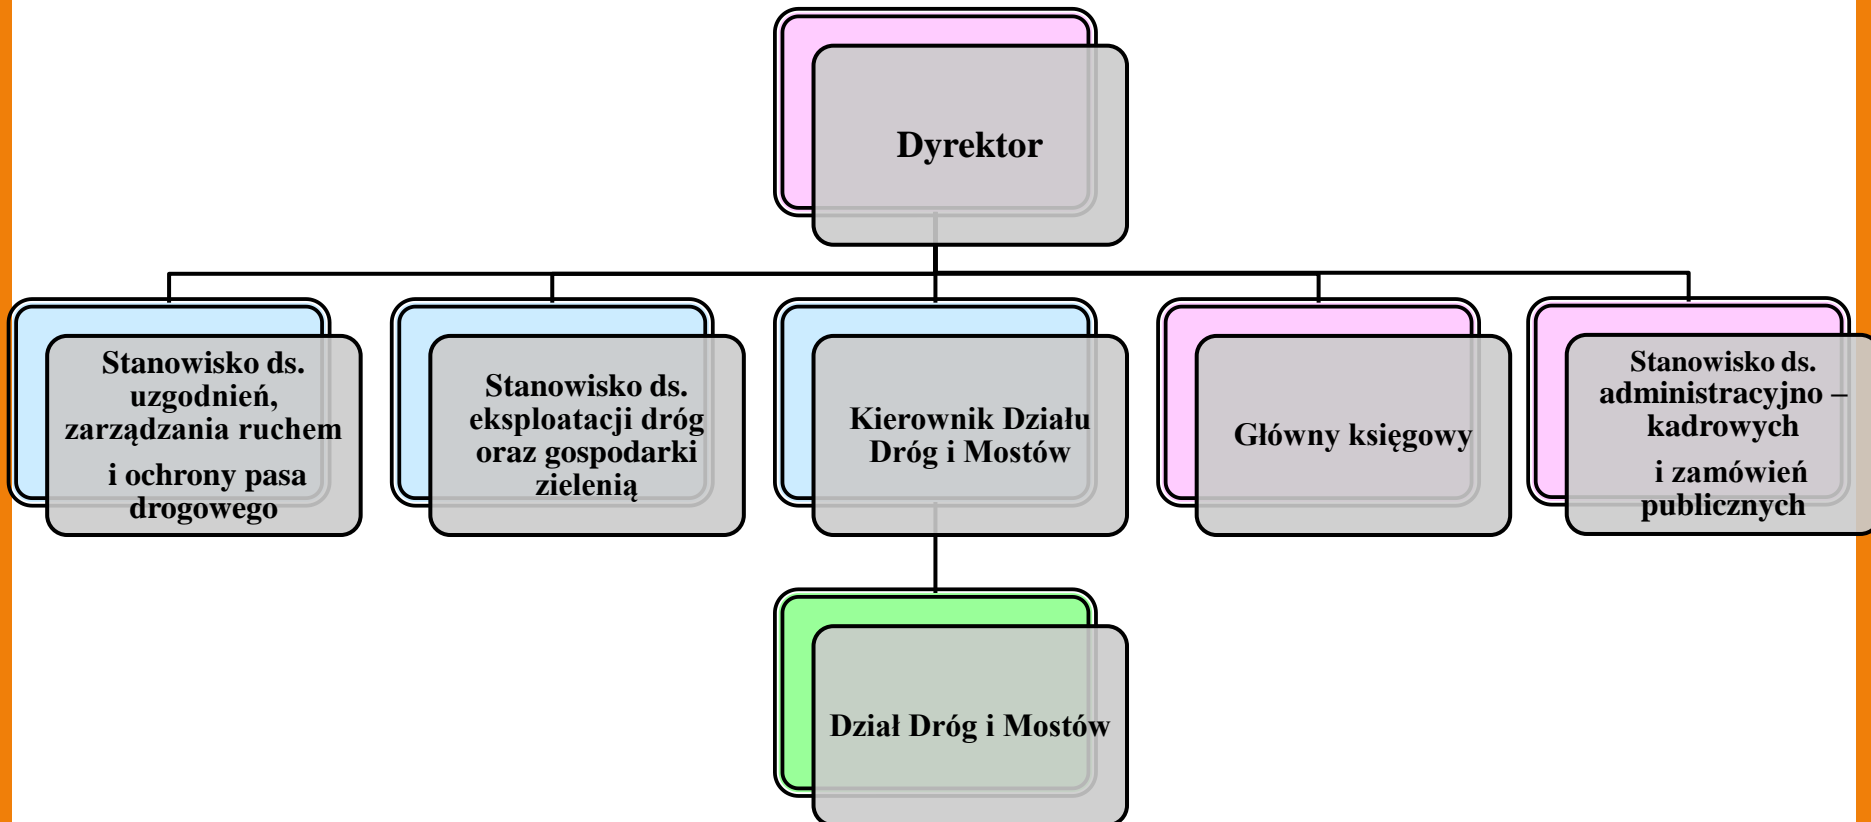 Dyrektor
Stanowisko ds.
uzgodnień,
zarządzania ruchem
i ochrony pasa
drogowego
Stanowisko ds.
eksploatacji dróg
oraz gospodarki
zielenią
Kierownik Działu
Dróg i Mostów
Główny księgowy
Stanowisko ds.
administracyjno –
kadrowych
i zamówień
publicznych
Dział Dróg i Mostów